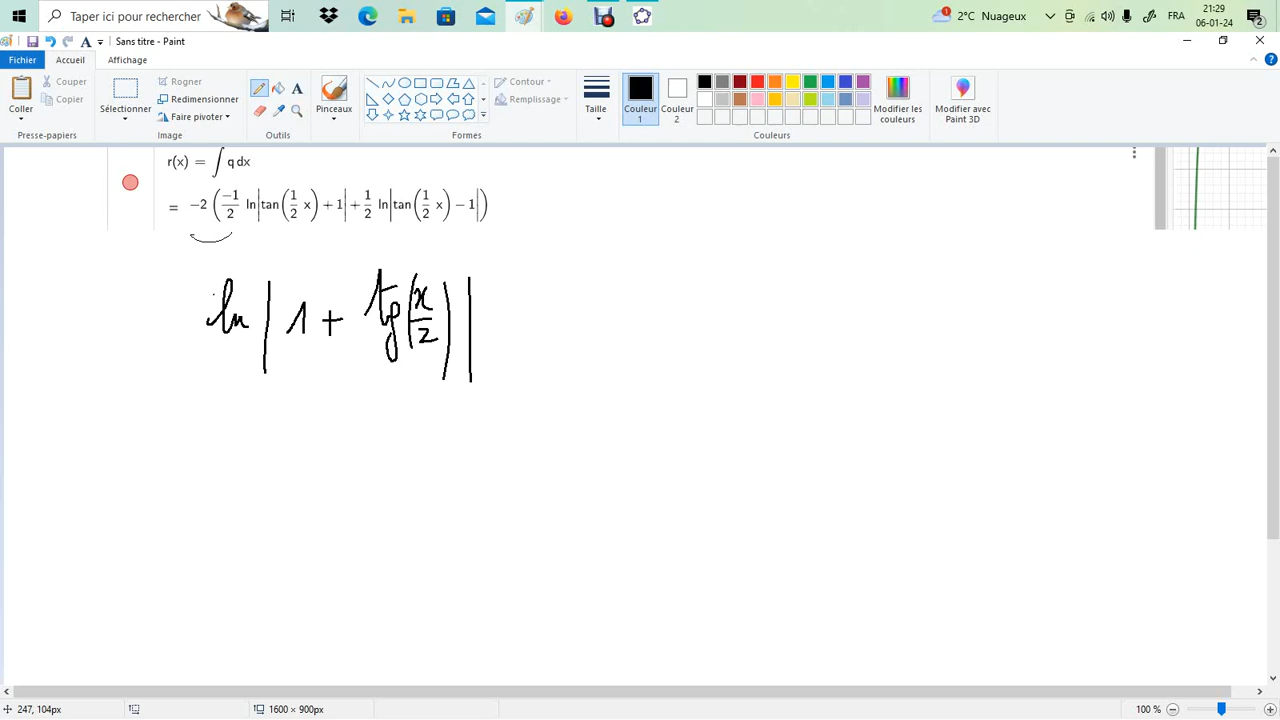 Taper ici pour rechercher
2°C Nuageux
FRA
21:29
06-01-24
2
Sans titre - Paint
Fichier
Accueil
Affichage
Coller
Couper
Copier
Presse-papiers
Sélectionner
Rogner
Redimensionner
Faire pivoter
Image
A
Outils
Pinceaux
Contour
Remplissage
Formes
Taille
Couleur 1
Couleur 2
Modifier les couleurs
Couleurs
Modifier avec Paint 3D
r(x) = ∫ q dx
= −2 (−1/2 ln|tan(1/2 x) + 1| + 1/2 ln|tan(1/2 x) − 1|)
ln | 1 + tg(x/2) |
247, 104px
1600 × 900px
100 %